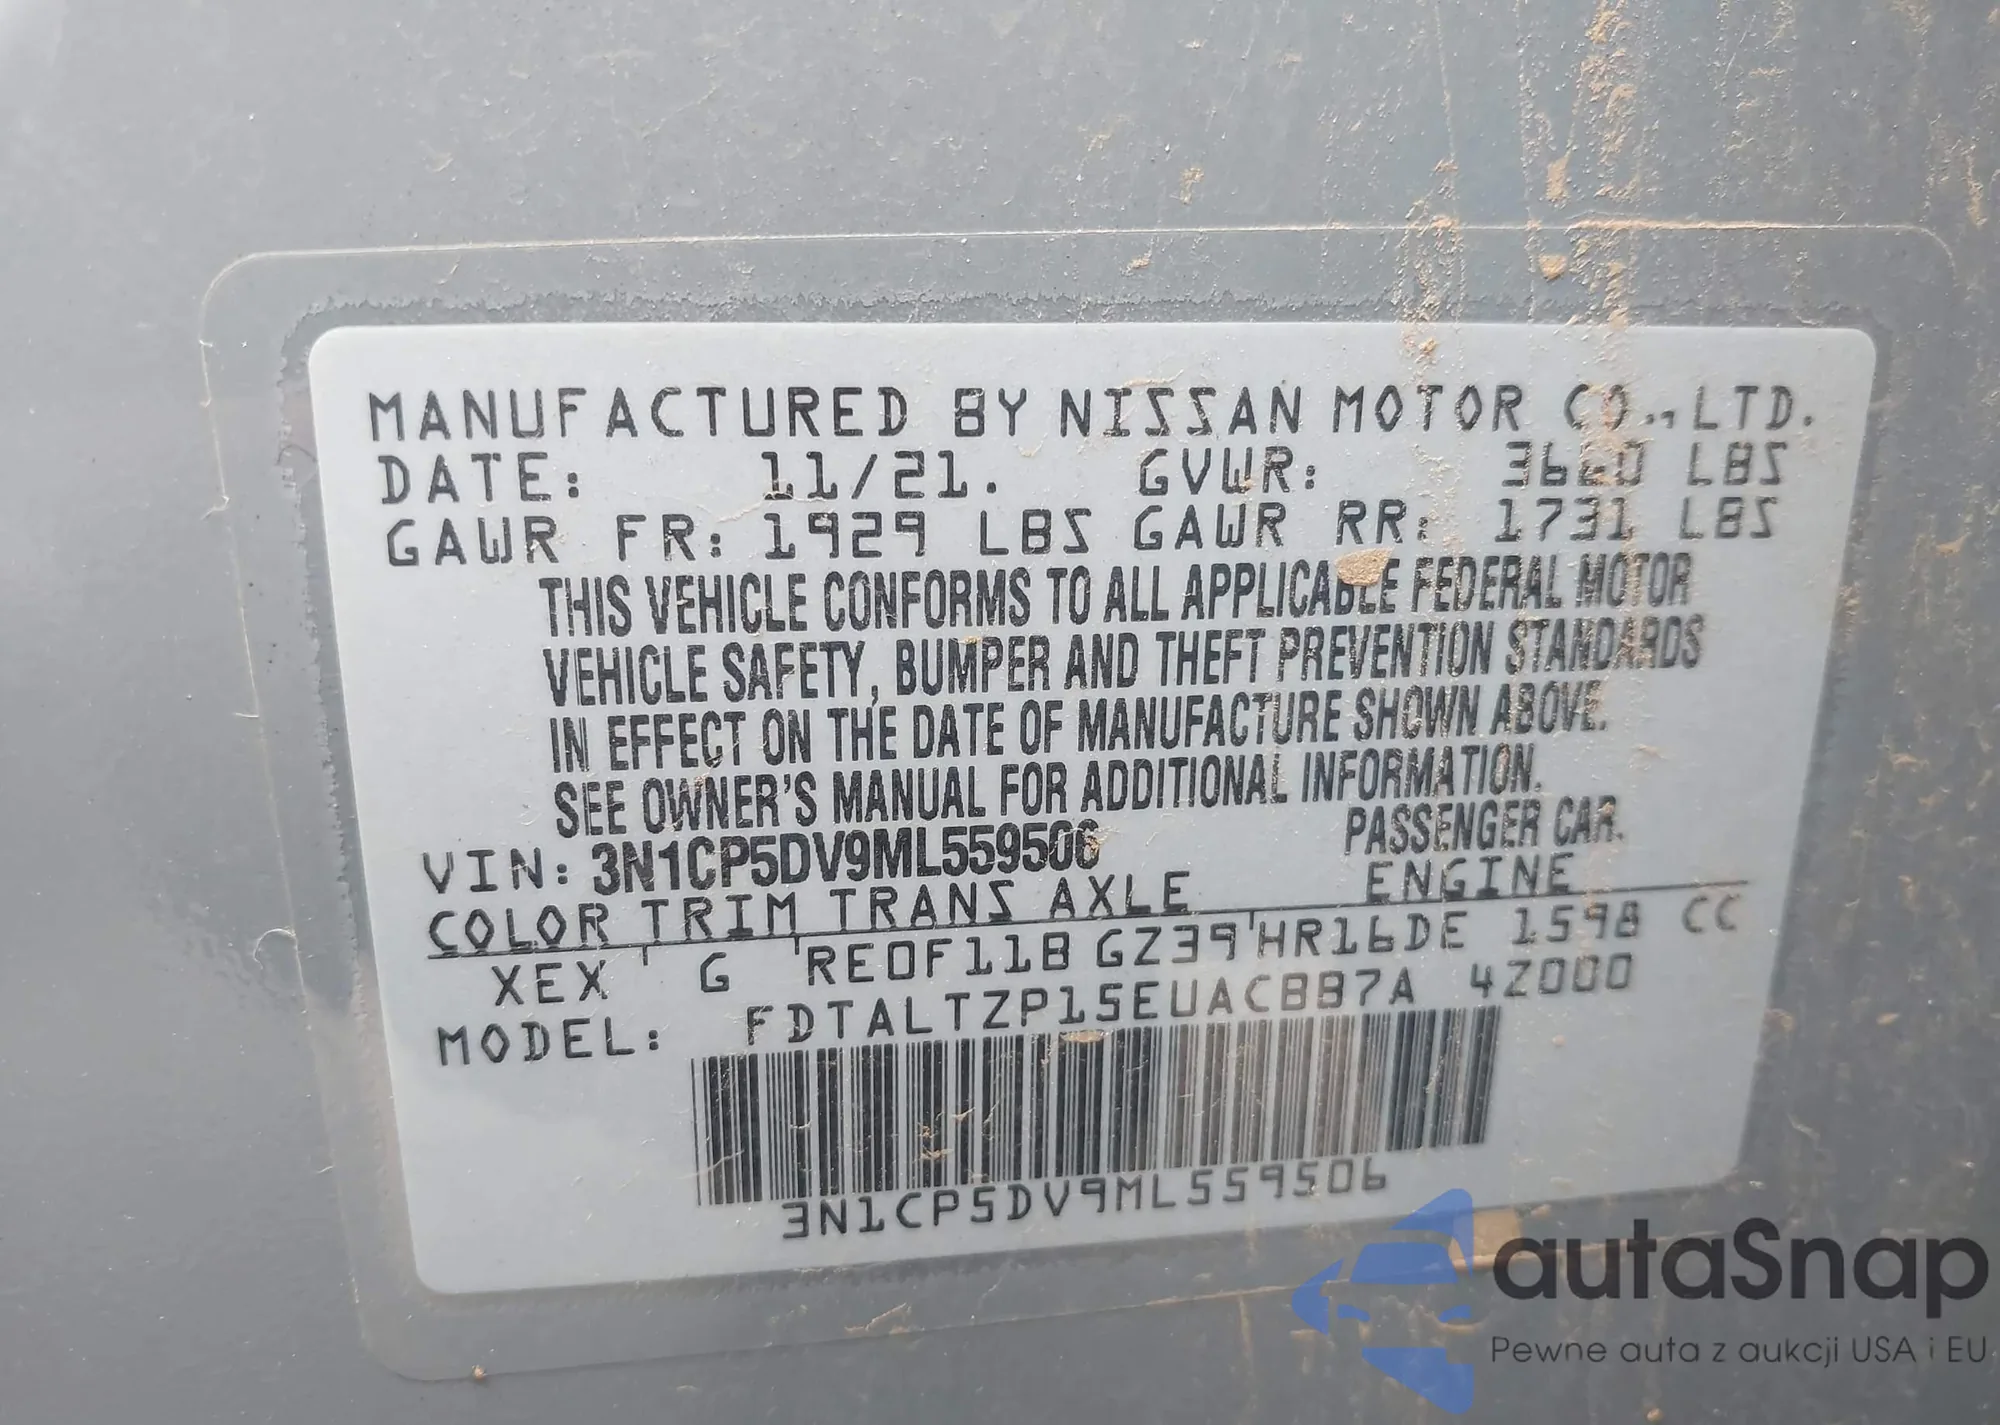 MANUFACTURED BY NISSAN MOTOR CO.,LTD.
DATE: 11/21. GVWR: 3660 LBS
GAWR FR: 1929 LBS GAWR RR: 1731 LBS
THIS VEHICLE CONFORMS TO ALL APPLICABLE FEDERAL MOTOR
VEHICLE SAFETY, BUMPER AND THEFT PREVENTION STANDARDS
IN EFFECT ON THE DATE OF MANUFACTURE SHOWN ABOVE.
SEE OWNER'S MANUAL FOR ADDITIONAL INFORMATION.
VIN: 3N1CP5DV9ML559506 PASSENGER CAR.
COLOR TRIM TRANS AXLE ENGINE
XEX G RE0F11B GZ39 HR16DE 1598 CC
MODEL: FDTALTZP15EUACBB7A 4Z000
3N1CP5DV9ML559506
autaSnap
Pewne auta z aukcji USA i EU